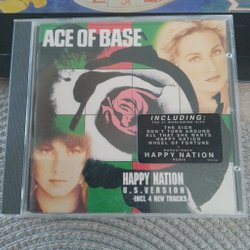 ACE OF BASE
INCLUDING:
THE SIGN
DON'T TURN AROUND
ALL THAT SHE WANTS
HAPPY NATION
WHEEL OF FORTUNE
HAPPY NATION
REMIX
HAPPY NATION
U.S. VERSION
-INCL 4 NEW TRACKS